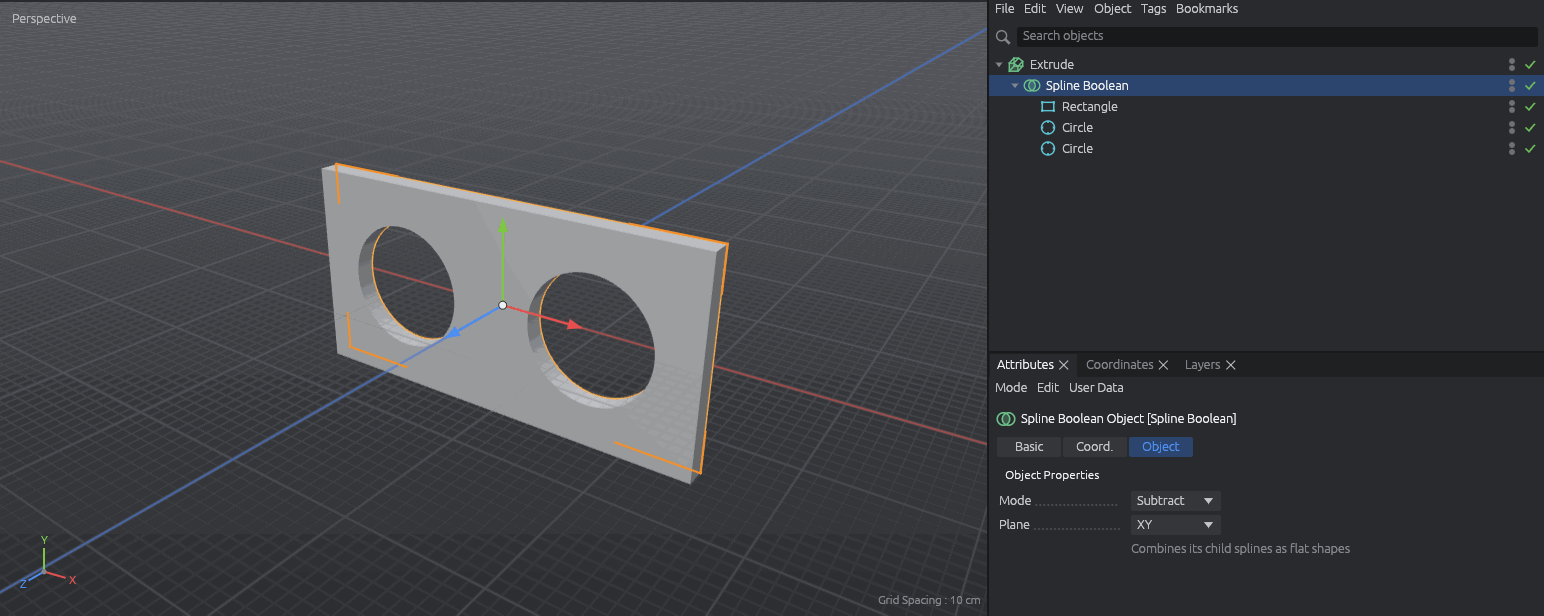 Perspective
File Edit View Object Tags Bookmarks
Search objects
Extrude
Spline Boolean
Rectangle
Circle
Circle
Attributes Coordinates Layers
Mode Edit User Data
Spline Boolean Object [Spline Boolean]
Basic Coord. Object
Object Properties
Mode Subtract
Plane XY
Combines its child splines as flat shapes
Y
Z X
Grid Spacing : 10 cm